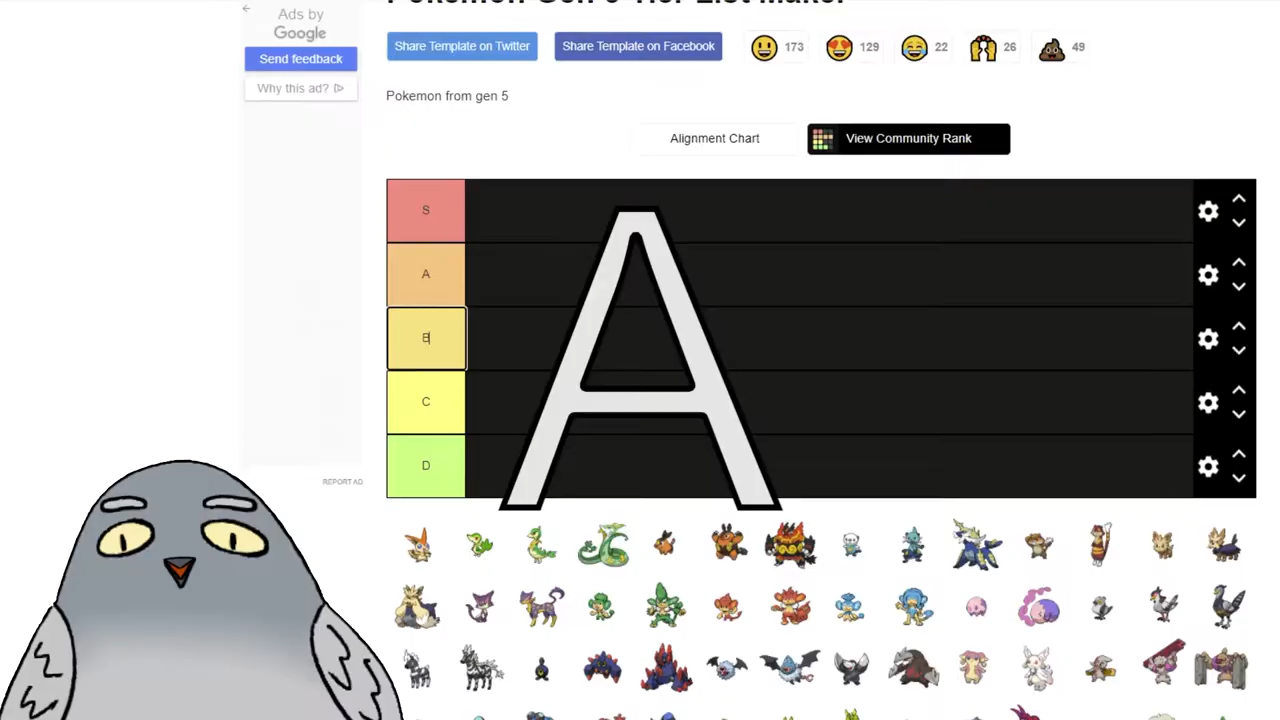 Ads by
Google
Send feedback
Why this ad?
Share Template on Twitter
Share Template on Facebook
173
129
22
26
49
Pokemon from gen 5
Alignment Chart
View Community Rank
S
A
B
C
D
A
REPORT AD